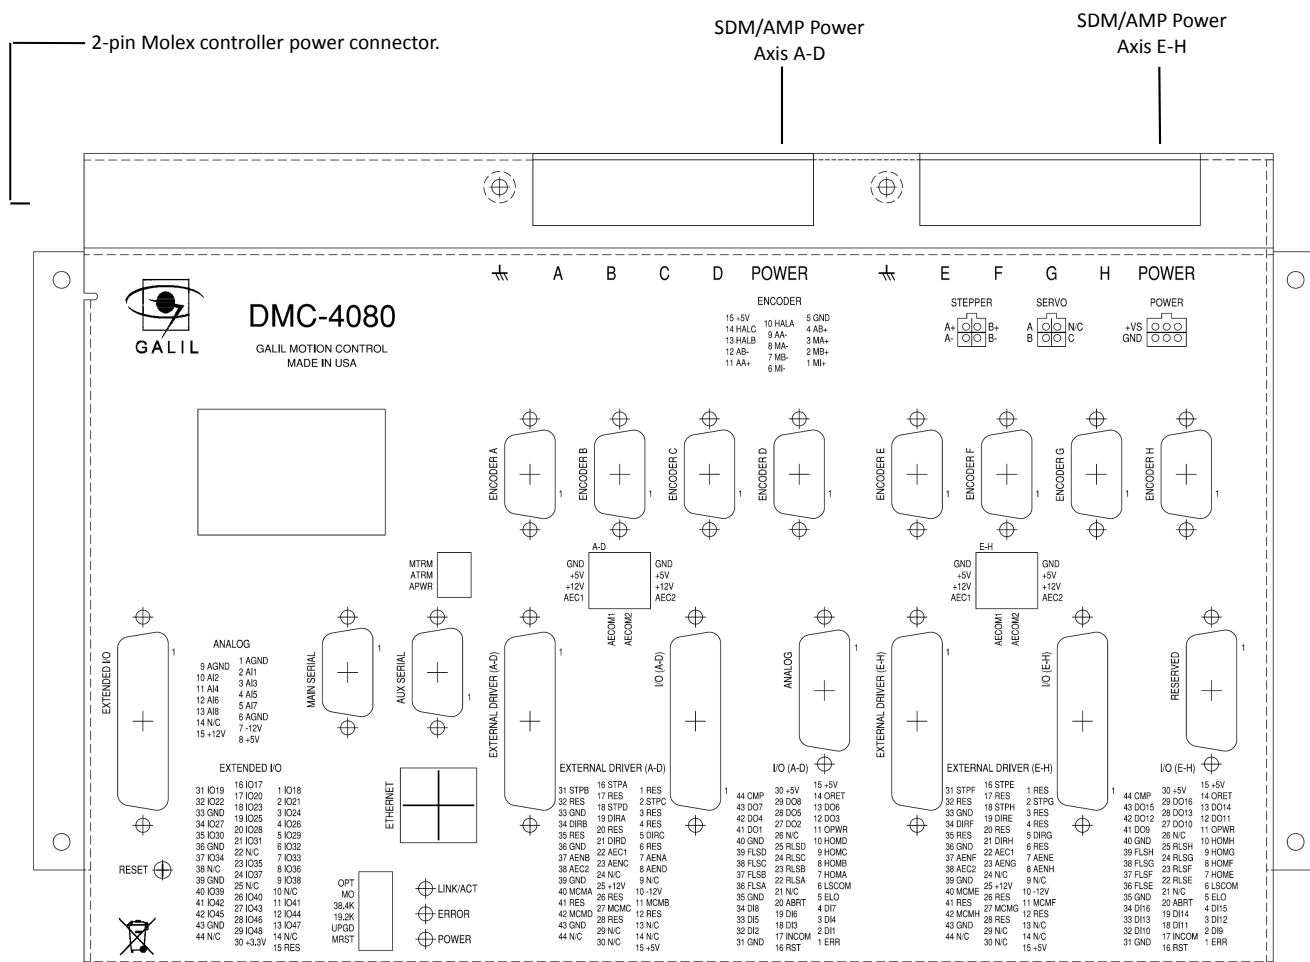 2-pin Molex controller power connector.
SDM/AMP Power
Axis A-D
SDM/AMP Power
Axis E-H
A B C D POWER
E F G H POWER
GALIL
DMC-4080
GALIL MOTION CONTROL
MADE IN USA
ENCODER
15 +5V
14 HALC
13 HALB
12 AB-
11 AA+
10 HALA
9 AA-
8 MA-
7 MB-
6 MI-
5 GND
4 AB+
3 MA+
2 MB+
1 MI+
STEPPER
A+ B+
A- B-
SERVO
A N/C
B C
POWER
+VS
GND
ENCODER A
1
ENCODER B
1
ENCODER C
1
ENCODER D
1
ENCODER E
1
ENCODER F
1
ENCODER G
1
ENCODER H
1
MTRM
ATRM
APWR
A-D
GND
+5V
+12V
AEC1
GND
+5V
+12V
AEC2
AECOM1
AECOM2
E-H
GND
+5V
+12V
AEC1
GND
+5V
+12V
AEC2
AECOM1
AECOM2
EXTENDED I/O
1
ANALOG
9 AGND
10 AI2
11 AI4
12 AI6
13 AI8
14 N/C
15 +12V
1 AGND
2 AI1
3 AI3
4 AI5
5 AI7
6 AGND
7 -12V
8 +5V
MAIN SERIAL
1
AUX SERIAL
1
EXTERNAL DRIVER (A-D)
1
I/O (A-D)
1
ANALOG
1
EXTERNAL DRIVER (E-H)
1
I/O (E-H)
1
RESERVED
1
EXTENDED I/O
31 IO19
32 IO22
33 GND
34 IO27
35 IO30
36 GND
37 IO34
38 N/C
39 GND
40 IO39
41 IO42
42 IO45
43 GND
44 N/C
16 IO17
17 IO20
18 IO23
19 IO25
20 IO28
21 IO31
22 N/C
23 IO35
24 IO37
25 N/C
26 IO40
27 IO43
28 IO46
29 IO48
30 +3.3V
1 IO18
2 IO21
3 IO24
4 IO26
5 IO29
6 IO32
7 IO33
8 IO36
9 IO38
10 N/C
11 IO41
12 IO44
13 IO47
14 N/C
15 RES
ETHERNET
RESET
OPT
MO
38.4K
19.2K
UPGD
MRST
LINK/ACT
ERROR
POWER
EXTERNAL DRIVER (A-D)
31 STPB
32 RES
33 GND
34 DIRB
35 RES
36 GND
37 AENB
38 AEC2
39 GND
40 MCMA
41 RES
42 MCMD
43 GND
44 N/C
16 STPA
17 RES
18 STPD
19 DIRA
20 RES
21 DIRD
22 AEC1
23 AENC
24 N/C
25 +12V
26 RES
27 MCMC
28 RES
29 N/C
30 N/C
1 RES
2 STPC
3 RES
4 RES
5 DIRC
6 RES
7 AENA
8 AEND
9 N/C
10 -12V
11 MCMB
12 RES
13 N/C
14 N/C
15 +5V
I/O (A-D)
44 CMP
43 DO7
42 DO4
41 DO1
40 GND
39 FLSD
38 FLSC
37 FLSB
36 FLSA
35 GND
34 DI8
33 DI5
32 DI2
31 GND
30 +5V
29 DO8
28 DO5
27 DO2
26 N/C
25 RLSD
24 RLSC
23 RLSB
22 RLSA
21 N/C
20 ABRT
19 DI6
18 DI3
17 INCOM
16 RST
15 +5V
14 ORET
13 DO6
12 DO3
11 OPWR
10 HOMD
9 HOMC
8 HOMB
7 HOMA
6 LSCOM
5 ELO
4 DI7
3 DI4
2 DI1
1 ERR
EXTERNAL DRIVER (E-H)
31 STPF
32 RES
33 GND
34 DIRF
35 RES
36 GND
37 AENF
38 AEC2
39 GND
40 MCME
41 RES
42 MCMH
43 GND
44 N/C
16 STPE
17 RES
18 STPH
19 DIRE
20 RES
21 DIRH
22 AEC1
23 AENG
24 N/C
25 +12V
26 RES
27 MCMG
28 RES
29 N/C
30 N/C
1 RES
2 STPG
3 RES
4 RES
5 DIRG
6 RES
7 AENE
8 AENH
9 N/C
10 -12V
11 MCMF
12 RES
13 N/C
14 N/C
15 +5V
I/O (E-H)
44 CMP
43 DO15
42 DO12
41 DO9
40 GND
39 FLSH
38 FLSG
37 FLSF
36 FLSE
35 GND
34 DI16
33 DI13
32 DI10
31 GND
30 +5V
29 DO16
28 DO13
27 DO10
26 N/C
25 RLSH
24 RLSG
23 RLSF
22 RLSE
21 N/C
20 ABRT
19 DI14
18 DI11
17 INCOM
16 RST
15 +5V
14 ORET
13 DO14
12 DO11
11 OPWR
10 HOMH
9 HOMG
8 HOMF
7 HOME
6 LSCOM
5 ELO
4 DI15
3 DI12
2 DI9
1 ERR